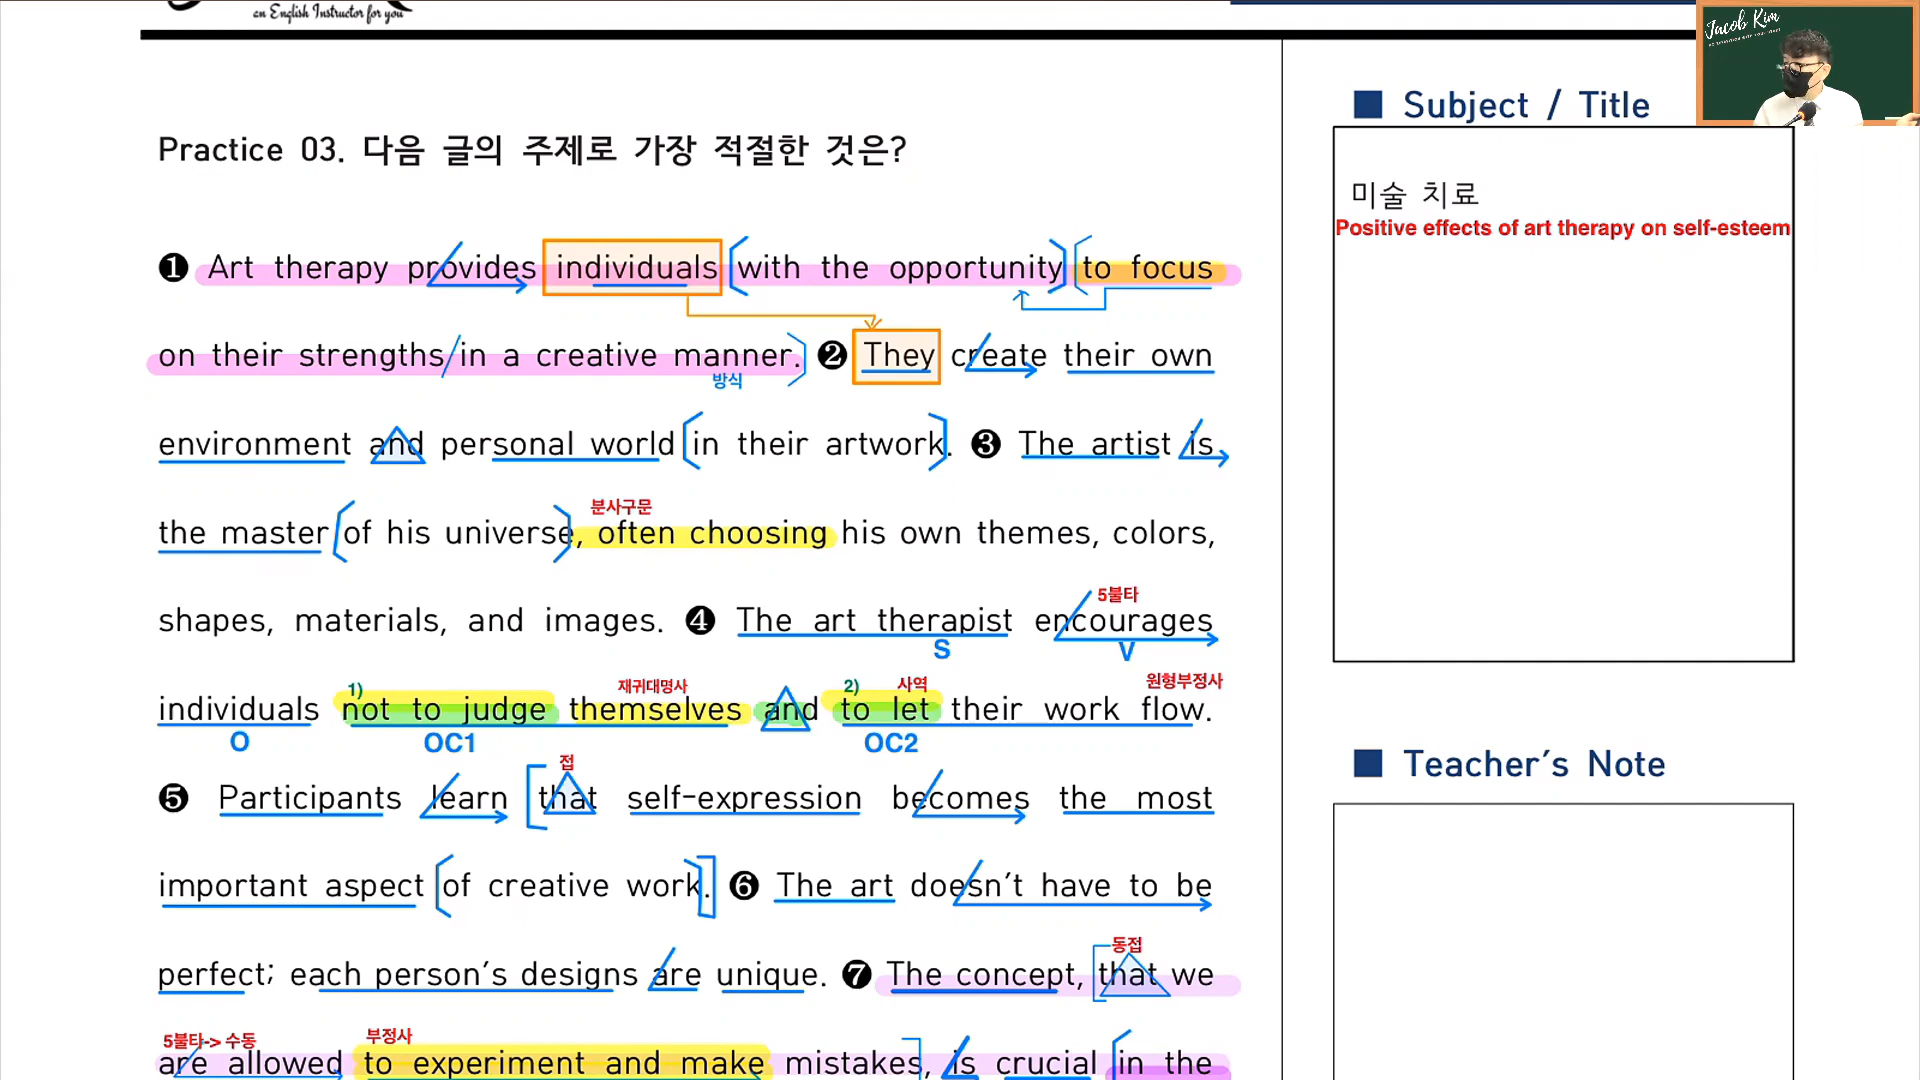 an English Instructor for you
Jacob Kim
Subject / Title
Practice 03. 다음 글의 주제로 가장 적절한 것은?
미술 치료
Positive effects of art therapy on self-esteem
❶ Art therapy provides individuals with the opportunity to focus
on their strengths in a creative manner. ❷ They create their own
방식
environment and personal world in their artwork. ❸ The artist is
분사구문
the master of his universe, often choosing his own themes, colors,
5불타
shapes, materials, and images. ❹ The art therapist encourages
S V
1) 재귀대명사 2) 사역 원형부정사
individuals not to judge themselves and to let their work flow.
O OC1 OC2
접
❺ Participants learn that self-expression becomes the most
important aspect of creative work. ❻ The art doesn't have to be
동접
perfect; each person's designs are unique. ❼ The concept, that we
5불타-> 수동 부정사
are allowed to experiment and make mistakes, is crucial in the
Teacher's Note